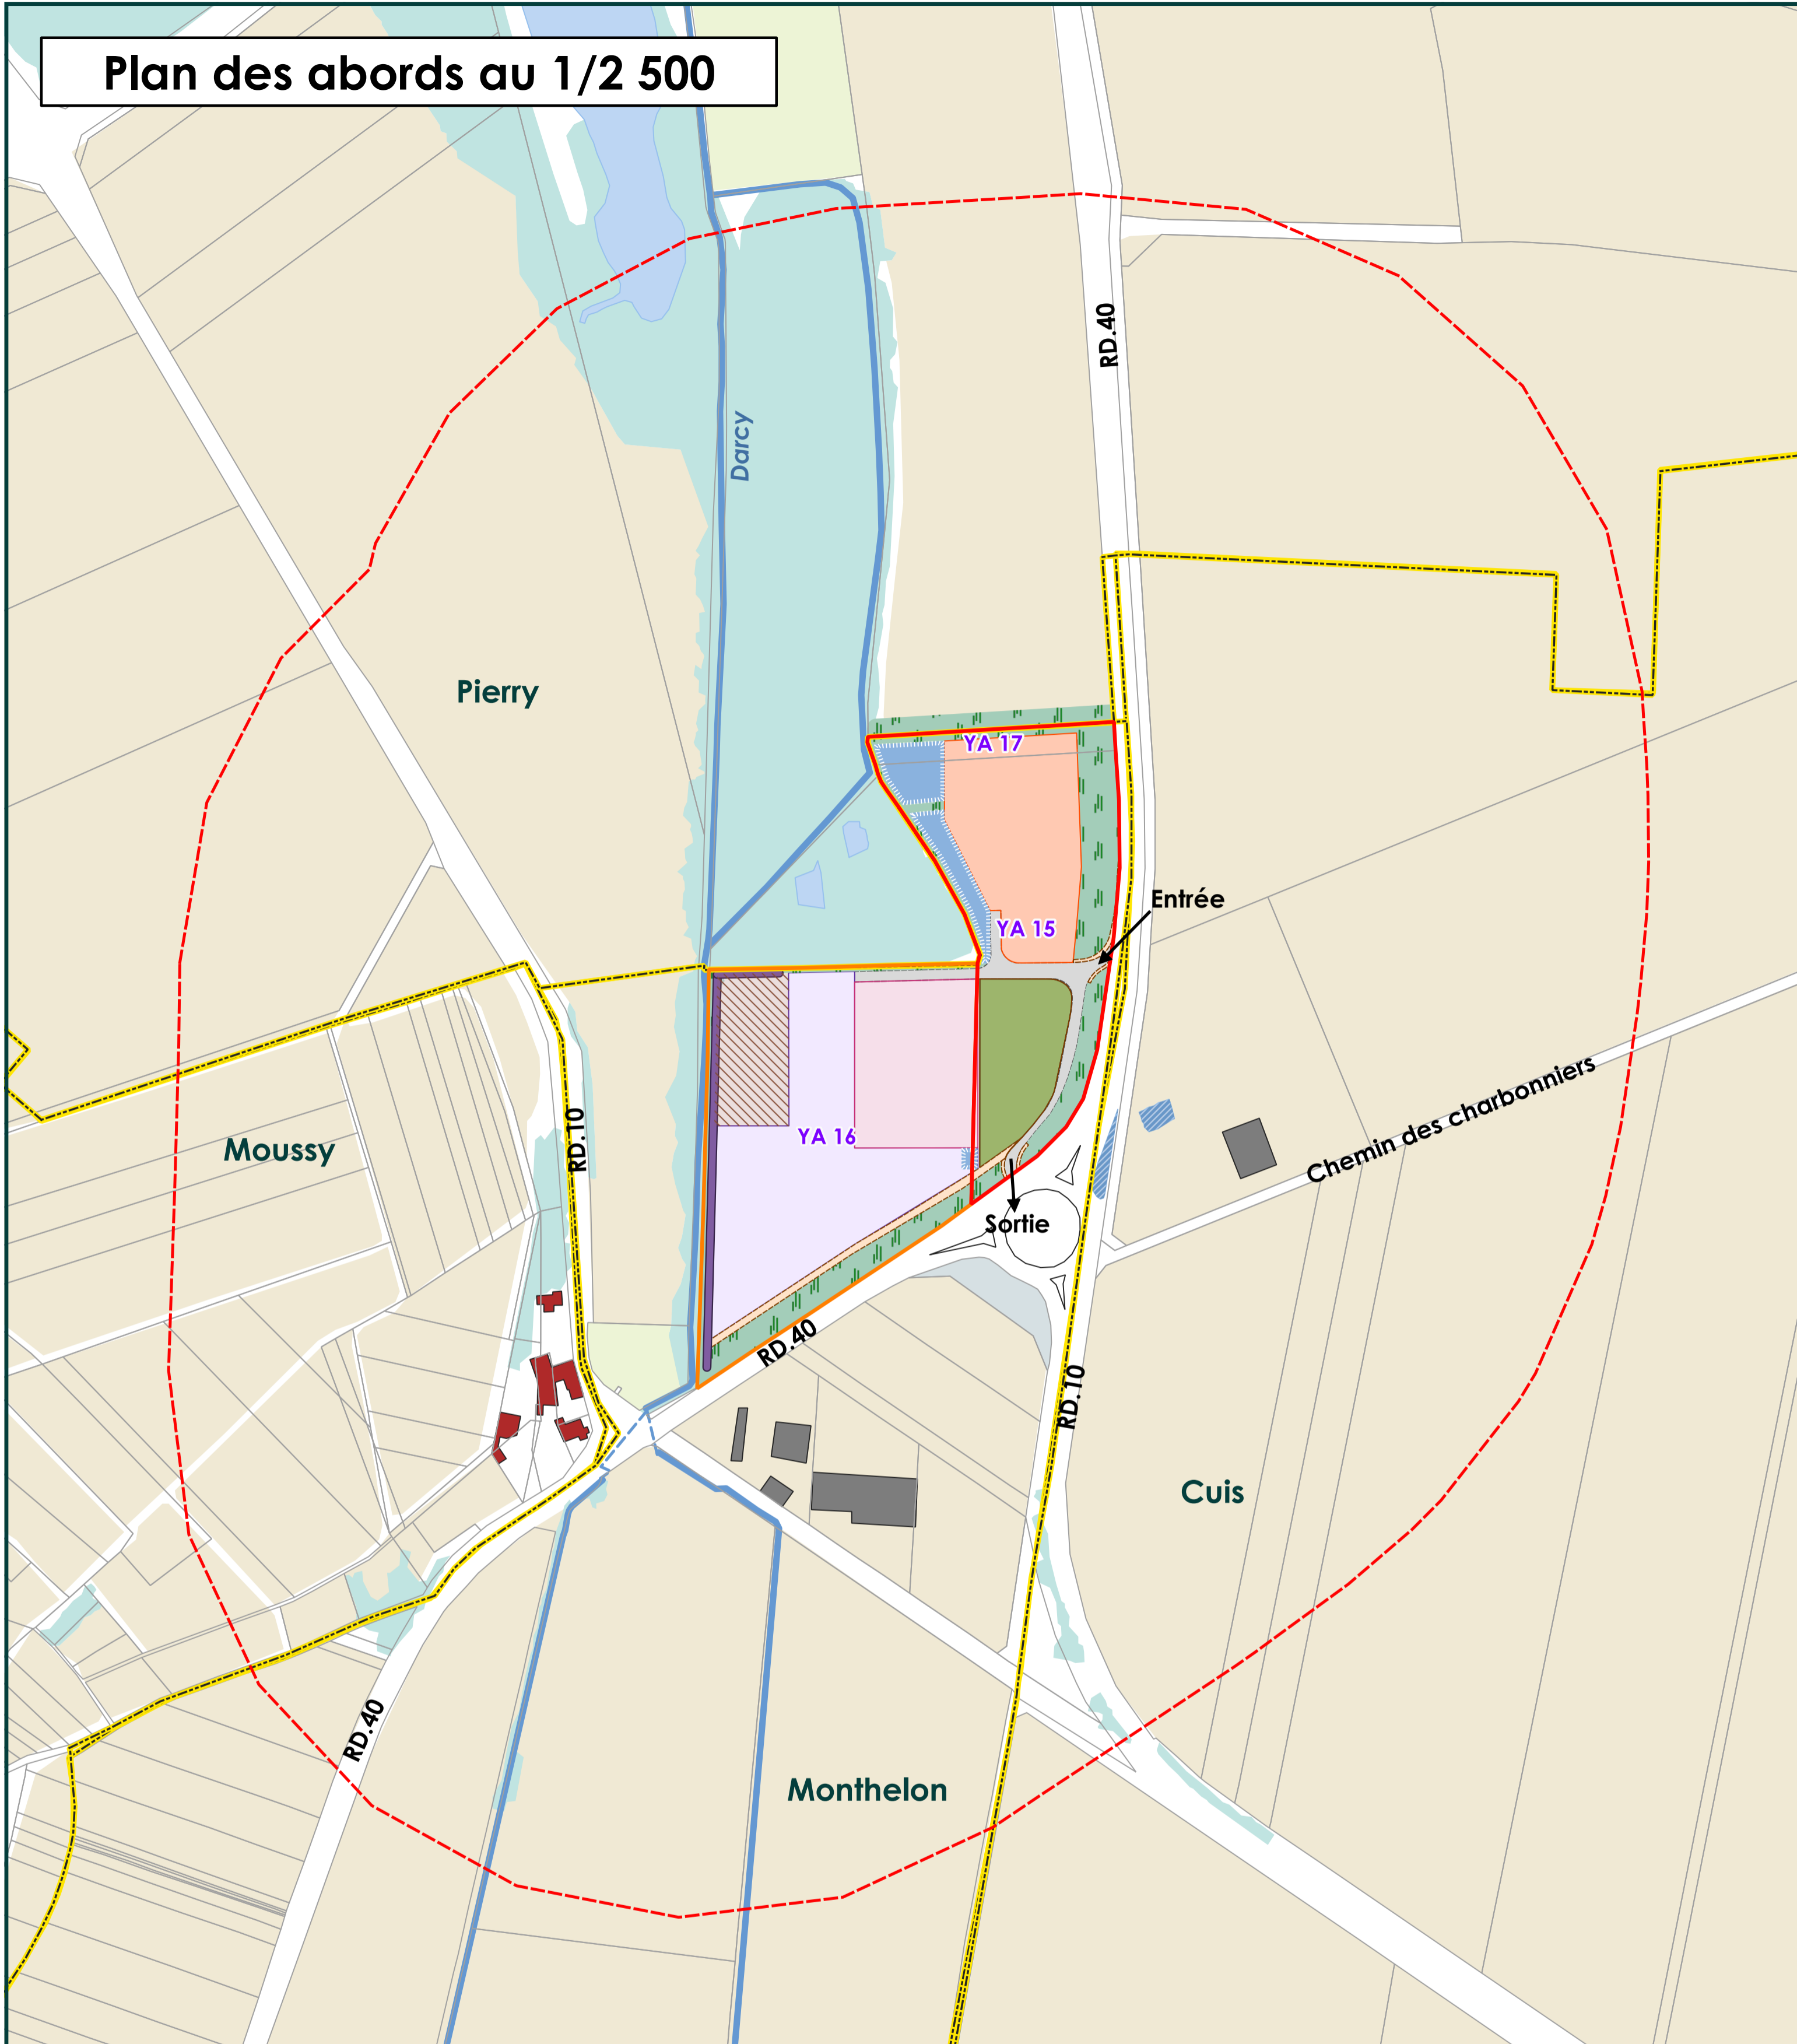 Plan des abords au 1/2 500
RD.40
Darcy
Pierry
YA 17
Entrée
YA 15
Chemin des charbonniers
RD.10
YA 16
Moussy
Sortie
RD.40
RD.10
Cuis
RD.40
Monthelon